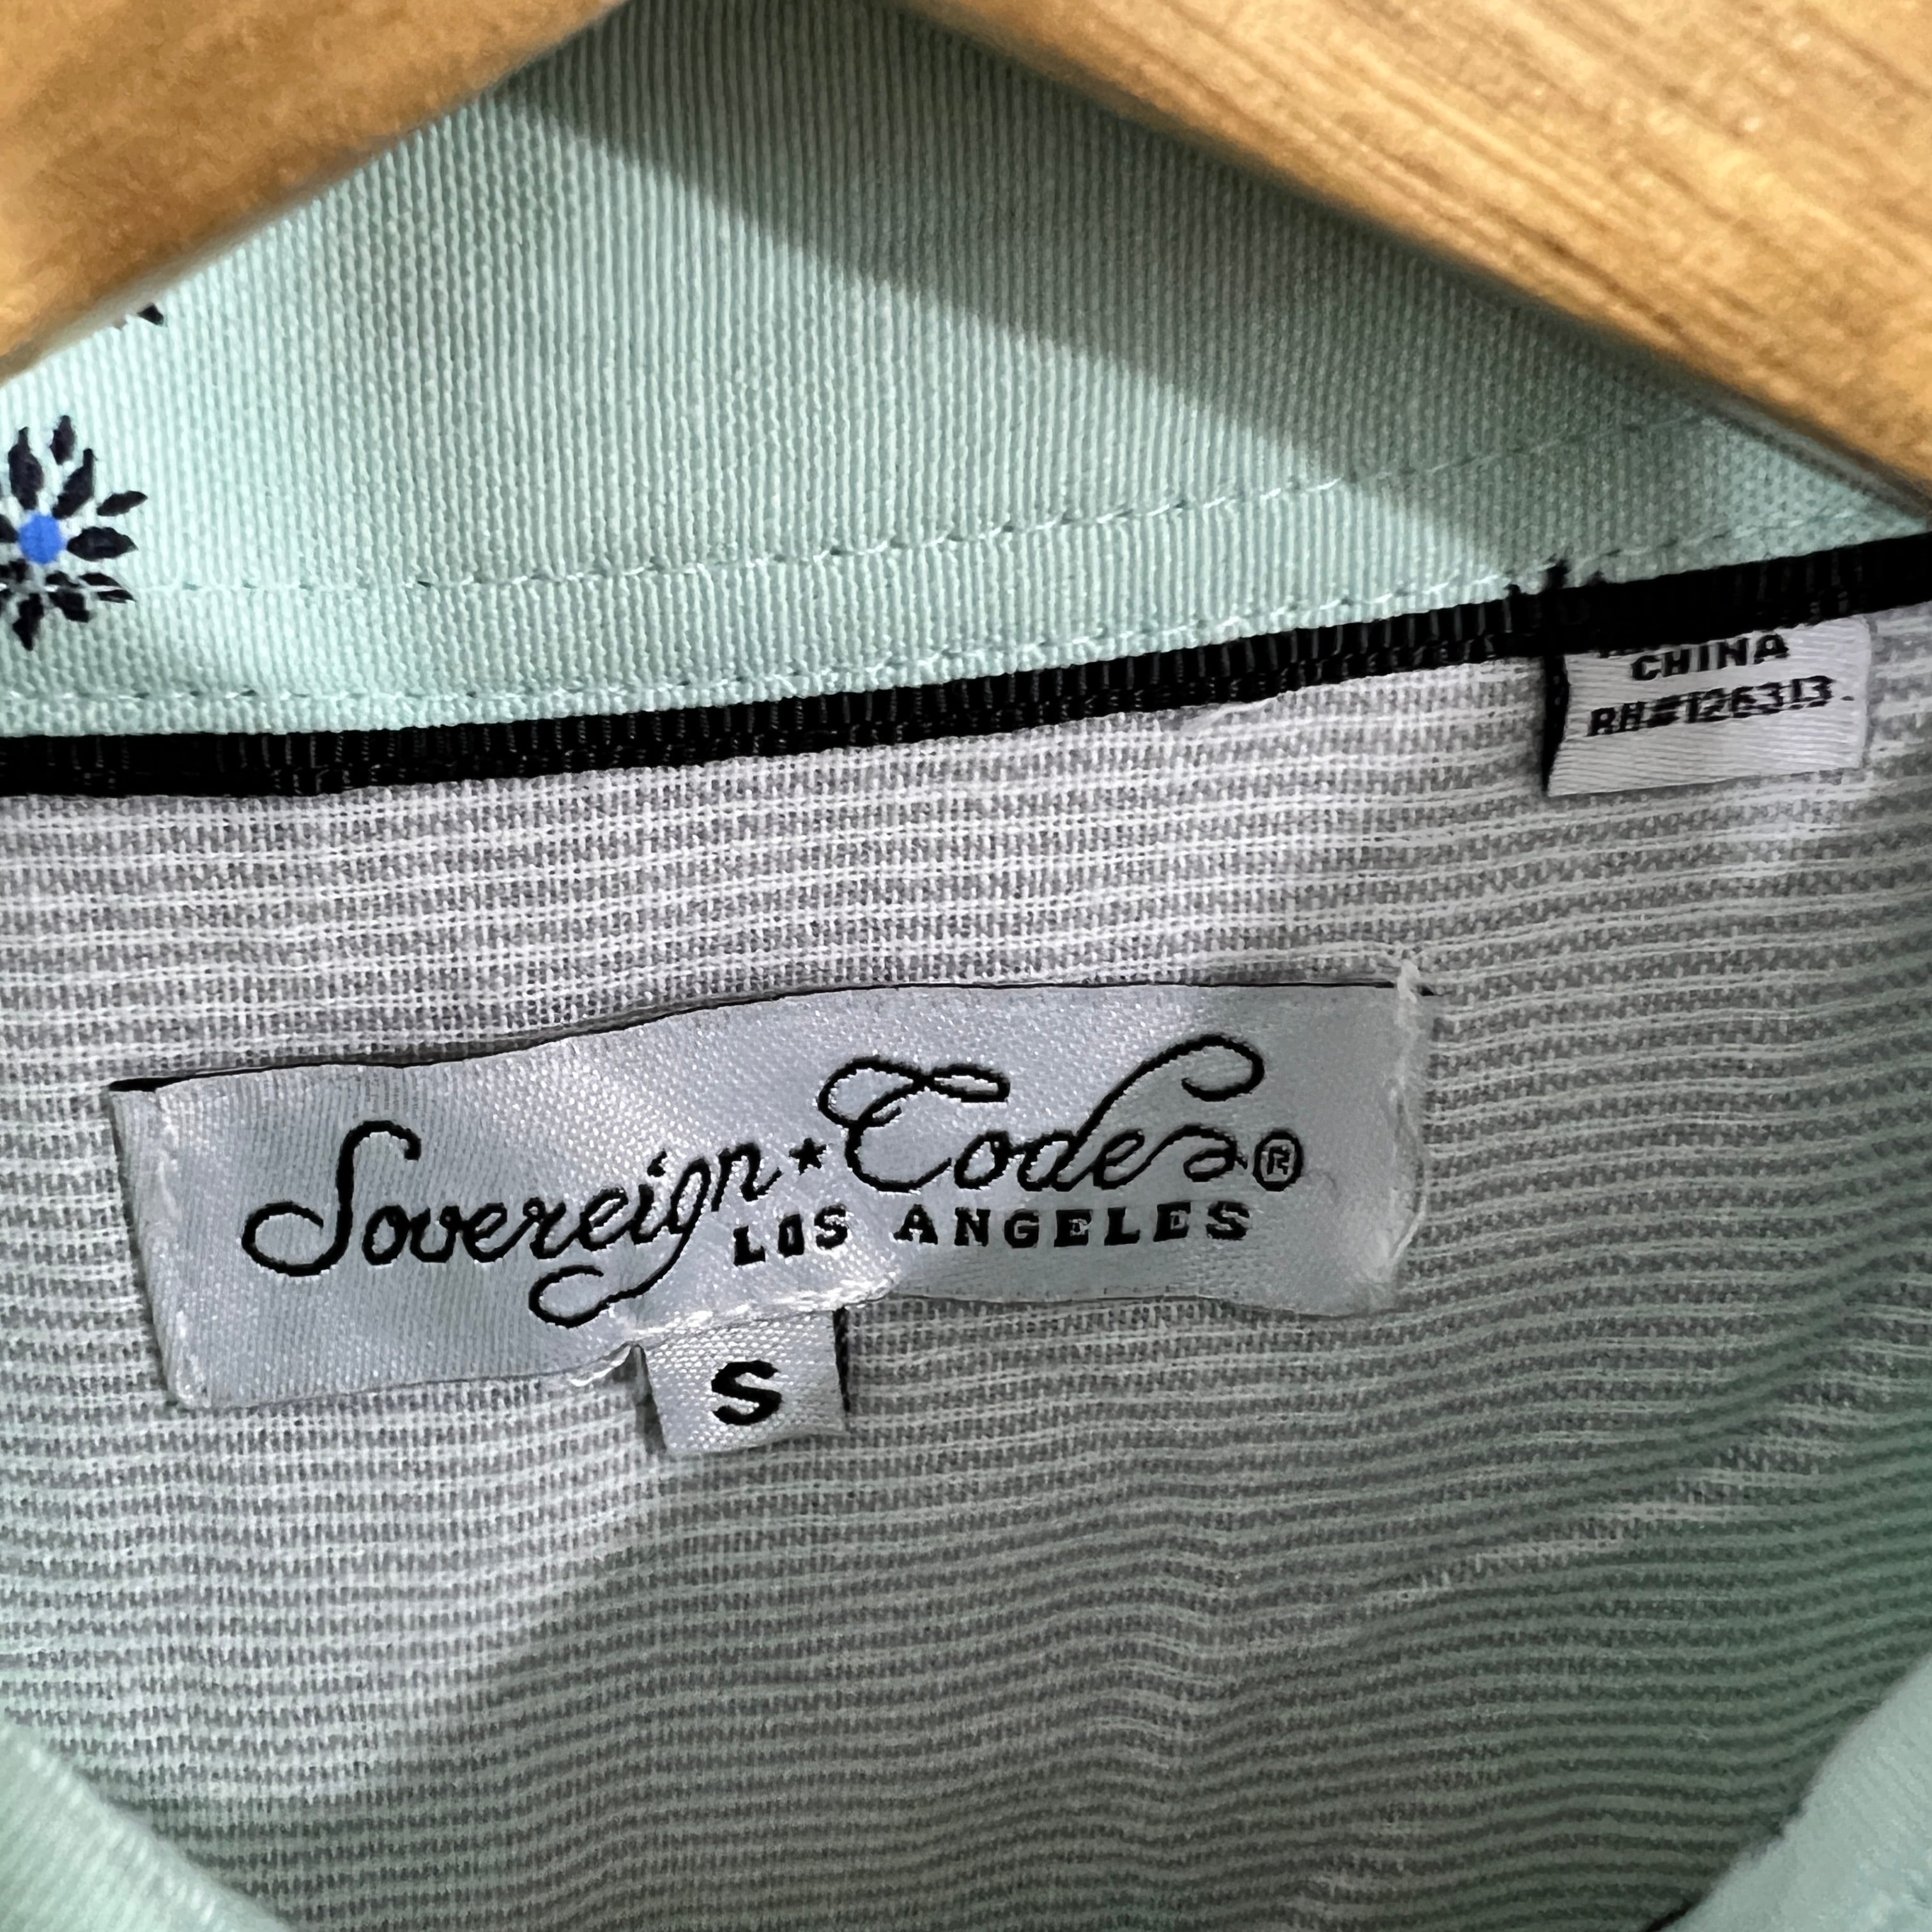 CHINA
RN#126313
Sovereign★Code®
LOS ANGELES
S